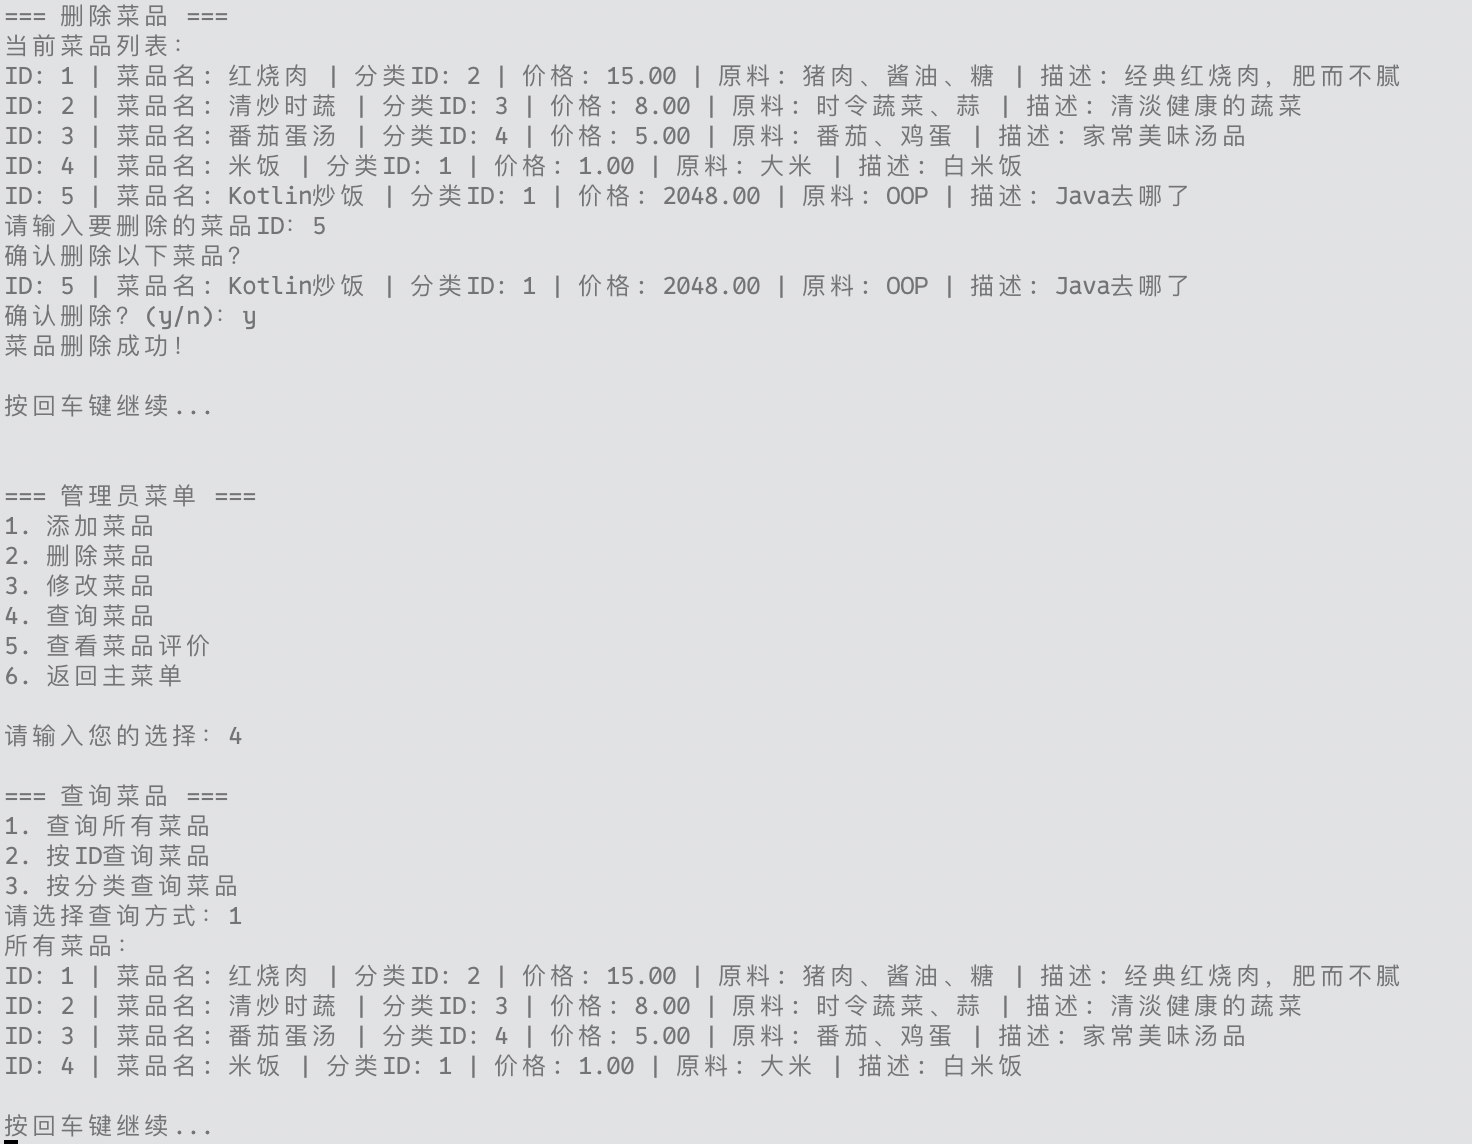 === 删除菜品 ===
当前菜品列表:
ID: 1 | 菜品名: 红烧肉 | 分类ID: 2 | 价格: 15.00 | 原料: 猪肉、酱油、糖 | 描述: 经典红烧肉, 肥而不腻
ID: 2 | 菜品名: 清炒时蔬 | 分类ID: 3 | 价格: 8.00 | 原料: 时令蔬菜、蒜 | 描述: 清淡健康的蔬菜
ID: 3 | 菜品名: 番茄蛋汤 | 分类ID: 4 | 价格: 5.00 | 原料: 番茄、鸡蛋 | 描述: 家常美味汤品
ID: 4 | 菜品名: 米饭 | 分类ID: 1 | 价格: 1.00 | 原料: 大米 | 描述: 白米饭
ID: 5 | 菜品名: Kotlin炒饭 | 分类ID: 1 | 价格: 2048.00 | 原料: OOP | 描述: Java去哪了
请输入要删除的菜品ID: 5
确认删除以下菜品?
ID: 5 | 菜品名: Kotlin炒饭 | 分类ID: 1 | 价格: 2048.00 | 原料: OOP | 描述: Java去哪了
确认删除? (y/n): y
菜品删除成功!
按回车键继续...
=== 管理员菜单 ===
1. 添加菜品
2. 删除菜品
3. 修改菜品
4. 查询菜品
5. 查看菜品评价
6. 返回主菜单
请输入您的选择: 4
=== 查询菜品 ===
1. 查询所有菜品
2. 按ID查询菜品
3. 按分类查询菜品
请选择查询方式: 1
所有菜品:
ID: 1 | 菜品名: 红烧肉 | 分类ID: 2 | 价格: 15.00 | 原料: 猪肉、酱油、糖 | 描述: 经典红烧肉, 肥而不腻
ID: 2 | 菜品名: 清炒时蔬 | 分类ID: 3 | 价格: 8.00 | 原料: 时令蔬菜、蒜 | 描述: 清淡健康的蔬菜
ID: 3 | 菜品名: 番茄蛋汤 | 分类ID: 4 | 价格: 5.00 | 原料: 番茄、鸡蛋 | 描述: 家常美味汤品
ID: 4 | 菜品名: 米饭 | 分类ID: 1 | 价格: 1.00 | 原料: 大米 | 描述: 白米饭
按回车键继续...